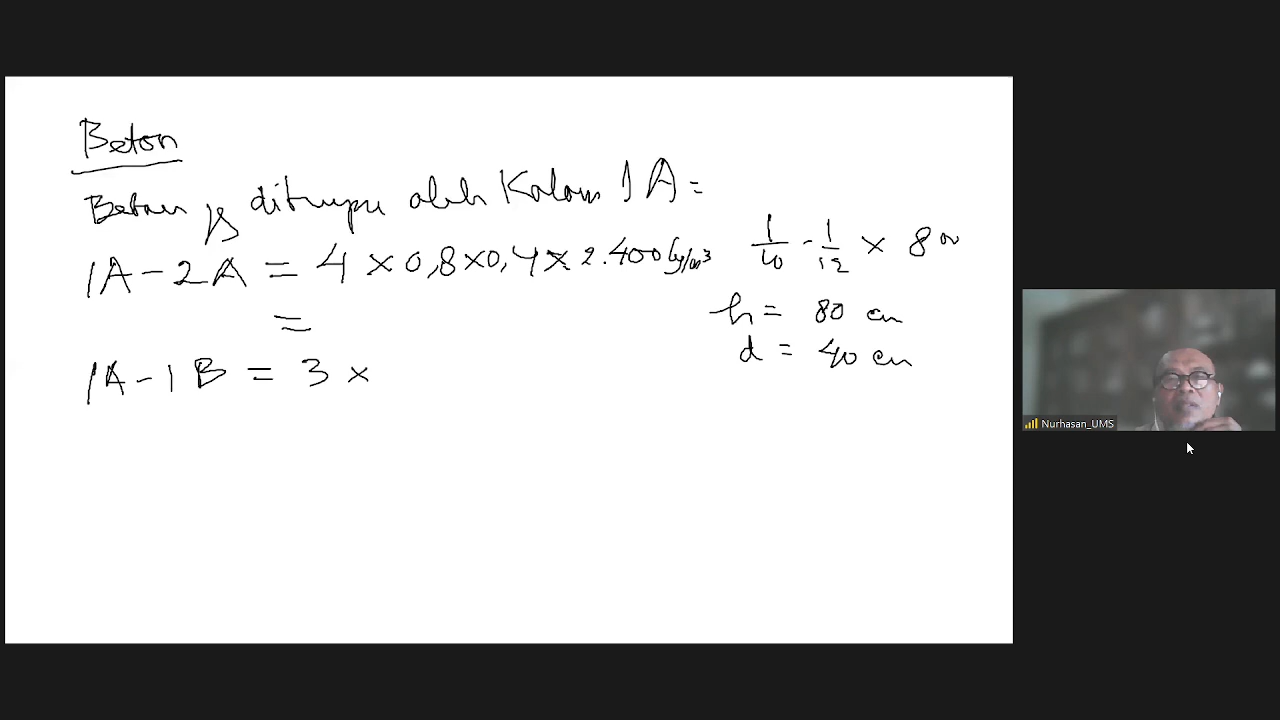 Beton
Beban yg ditumpu oleh Kolom 1A =
1A - 2A = 4 × 0,8 × 0,4 × 2.400 kg/m³
=
1A - 1B = 3 ×
1/10 - 1/12 × 8 m
h = 80 cm
d = 40 cm
Nurhasan_UMS